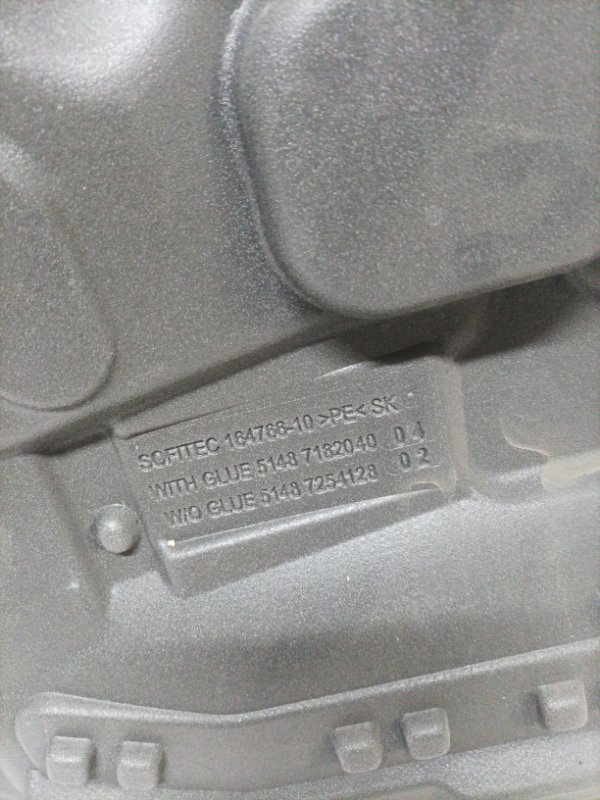 SOFITEC 164766-10 >PE< SK
WITH GLUE 5148 7182040 04
W/O GLUE 5148 7254128 02